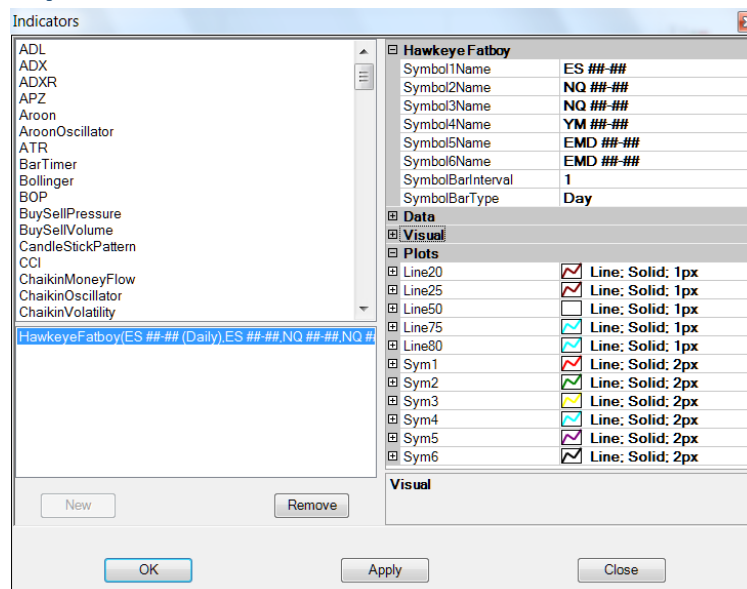 Indicators
ADL
ADX
ADXR
APZ
Aroon
AroonOscillator
ATR
BarTimer
Bollinger
BOP
BuySellPressure
BuySellVolume
CandleStickPattern
CCI
ChaikinMoneyFlow
ChaikinOscillator
ChaikinVolatility
HawkeyeFatboy(ES ##-## (Daily),ES ##-##,NQ ##-##,NQ #
New
Remove
Hawkeye Fatboy
Symbol1Name ES ##-##
Symbol2Name NQ ##-##
Symbol3Name NQ ##-##
Symbol4Name YM ##-##
Symbol5Name EMD ##-##
Symbol6Name EMD ##-##
SymbolBarInterval 1
SymbolBarType Day
Data
Visual
Plots
Line20 Line; Solid; 1px
Line25 Line; Solid; 1px
Line50 Line; Solid; 1px
Line75 Line; Solid; 1px
Line80 Line; Solid; 1px
Sym1 Line; Solid; 2px
Sym2 Line; Solid; 2px
Sym3 Line; Solid; 2px
Sym4 Line; Solid; 2px
Sym5 Line; Solid; 2px
Sym6 Line; Solid; 2px
Visual
OK
Apply
Close